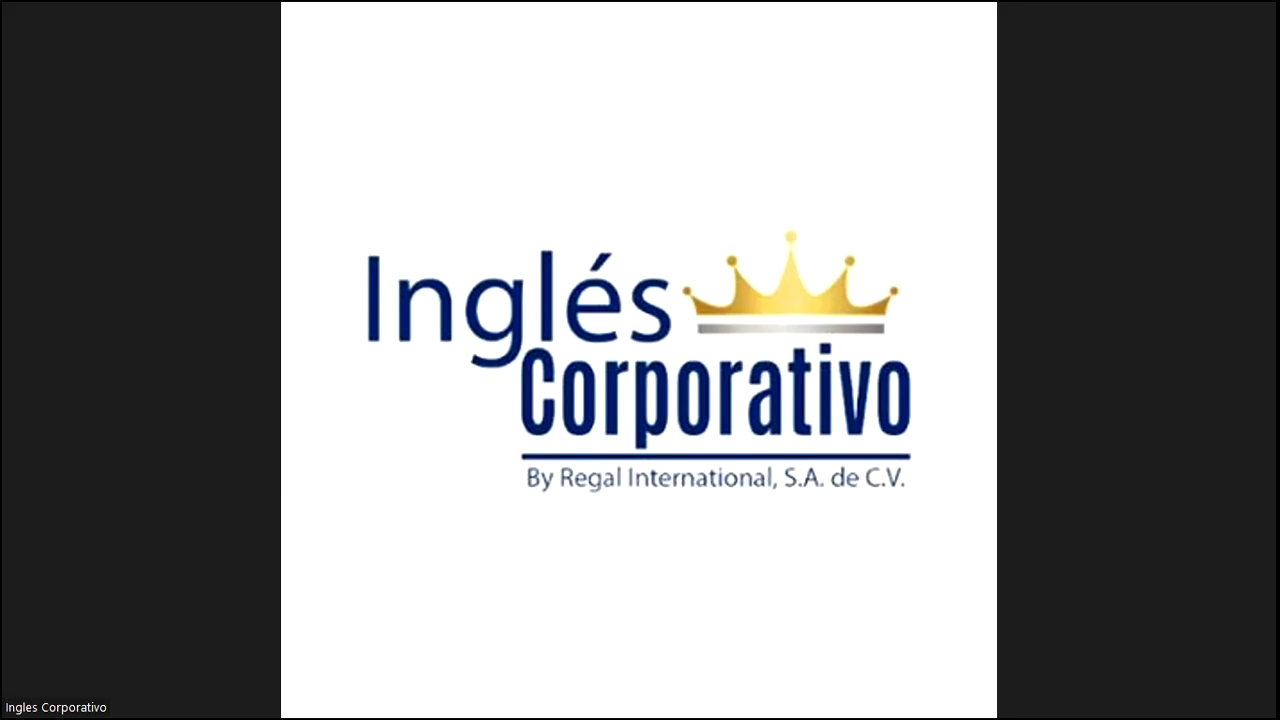 Inglés
Corporativo
By Regal International, S.A. de C.V.
Ingles Corporativo